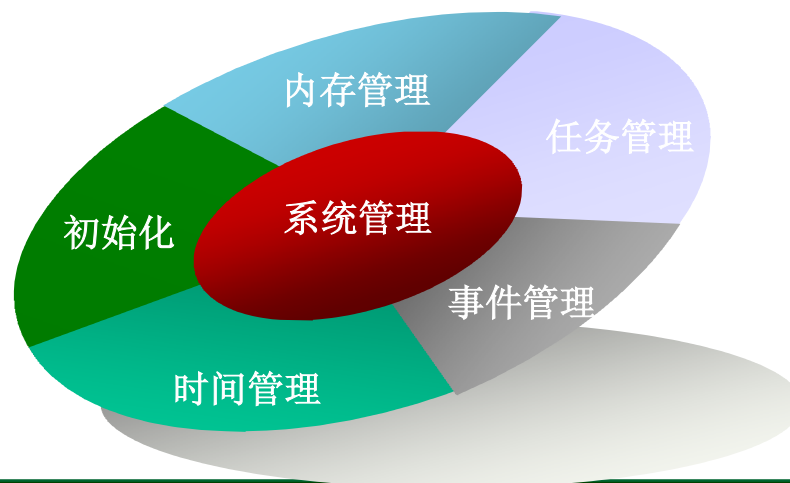 内存管理
任务管理
系统管理
初始化
事件管理
时间管理